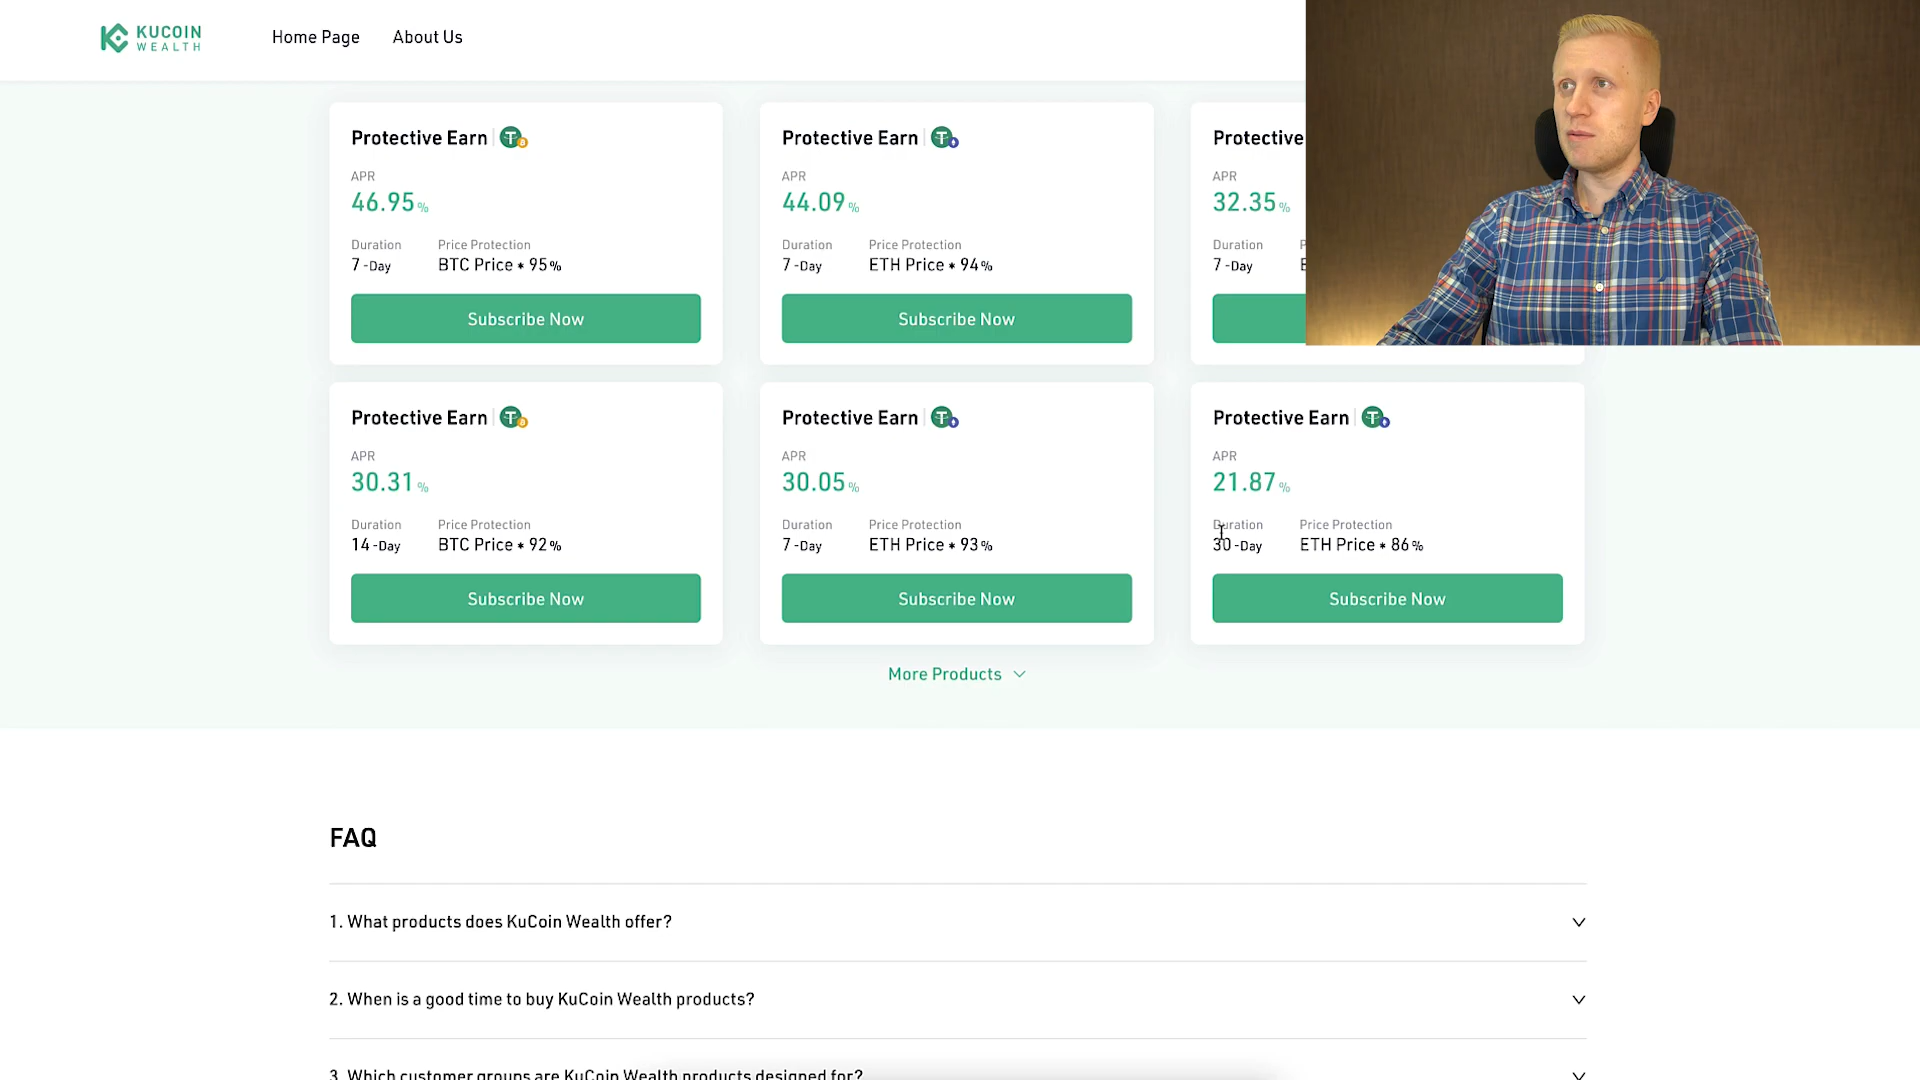 KUCOIN
WEALTH
Home Page
About Us
Protective Earn
APR
46.95%
Duration
7-Day
Price Protection
BTC Price * 95%
Subscribe Now
Protective Earn
APR
44.09%
Duration
7-Day
Price Protection
ETH Price * 94%
Subscribe Now
Protective
APR
32.35%
Duration
7-Day
Protective Earn
APR
30.31%
Duration
14-Day
Price Protection
BTC Price * 92%
Subscribe Now
Protective Earn
APR
30.05%
Duration
7-Day
Price Protection
ETH Price * 93%
Subscribe Now
Protective Earn
APR
21.87%
Duration
30-Day
Price Protection
ETH Price * 86%
Subscribe Now
More Products
FAQ
1. What products does KuCoin Wealth offer?
2. When is a good time to buy KuCoin Wealth products?
3. Which customer groups are KuCoin Wealth products designed for?